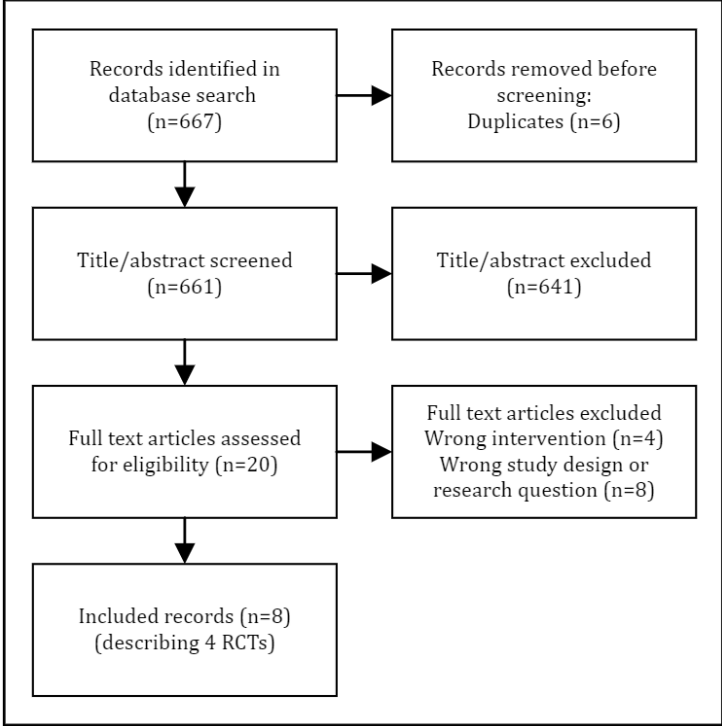 Records identified in
database search
(n=667)
Records removed before
screening:
Duplicates (n=6)
Title/abstract screened
(n=661)
Title/abstract excluded
(n=641)
Full text articles assessed
for eligibility (n=20)
Full text articles excluded
Wrong intervention (n=4)
Wrong study design or
research question (n=8)
Included records (n=8)
(describing 4 RCTs)